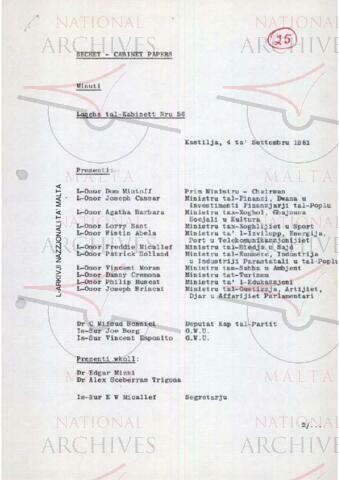 NATIONAL
ARCHIVES
25
SECRET - CABINET PAPERS
Minuti
Laqgha tal-Kabinett Nru 56
Kastilja, 4 ta' Settembru 1981
Presenti:
L-Onor Dom Mintoff Prim Ministru - Chairman
L-Onor Joseph Cassar Ministru tal-Finanzi, Dwana u
Investimenti Finanzjarji tal-Poplu
L-Onor Agatha Barbara Ministru tax-Xoghol, Ghajnuna
Socjali u Kultura
L-Onor Lorry Sant Ministru tax-Xoghlijiet u Sport
L-Onor Wistin Abela Ministru ta' l-Izvilupp, Energija,
Port u Telekomunikazzjonijiet
L-Onor Freddie Micallef Ministru tal-Biedja u Sajd
L-Onor Patrick Holland Ministru tal-Kummerc, Industrija
u Industriji Parastatali u tal-Poplu
L-Onor Vincent Moran Ministru tas-Sahha u Ambjent
L-Onor Danny Cremona Ministru tat-Turizmu
L-Onor Philip Muscat Ministru ta' l-Edukazzjoni
L-Onor Joseph Brincat Ministru tal-Gustizzja, Artijiet,
Djar u Affarijiet Parlamentari
Dr C Mifsud Bonnici Deputat Kap tal-Partit
Is-Sur Joe Borg G.W.U.
Is-Sur Vincent Esposito G.W.U.
Presenti wkoll:
Dr Edgar Mizzi
Dr Alex Sceberras Trigona
Is-Sur E W Micallef Segretarju
2/...
L-ARKIVJI NAZZJONALI TA' MALTA
MALTA
MALTA
NATIONAL
ARCHIVES
NATIONAL
ARCHIVES